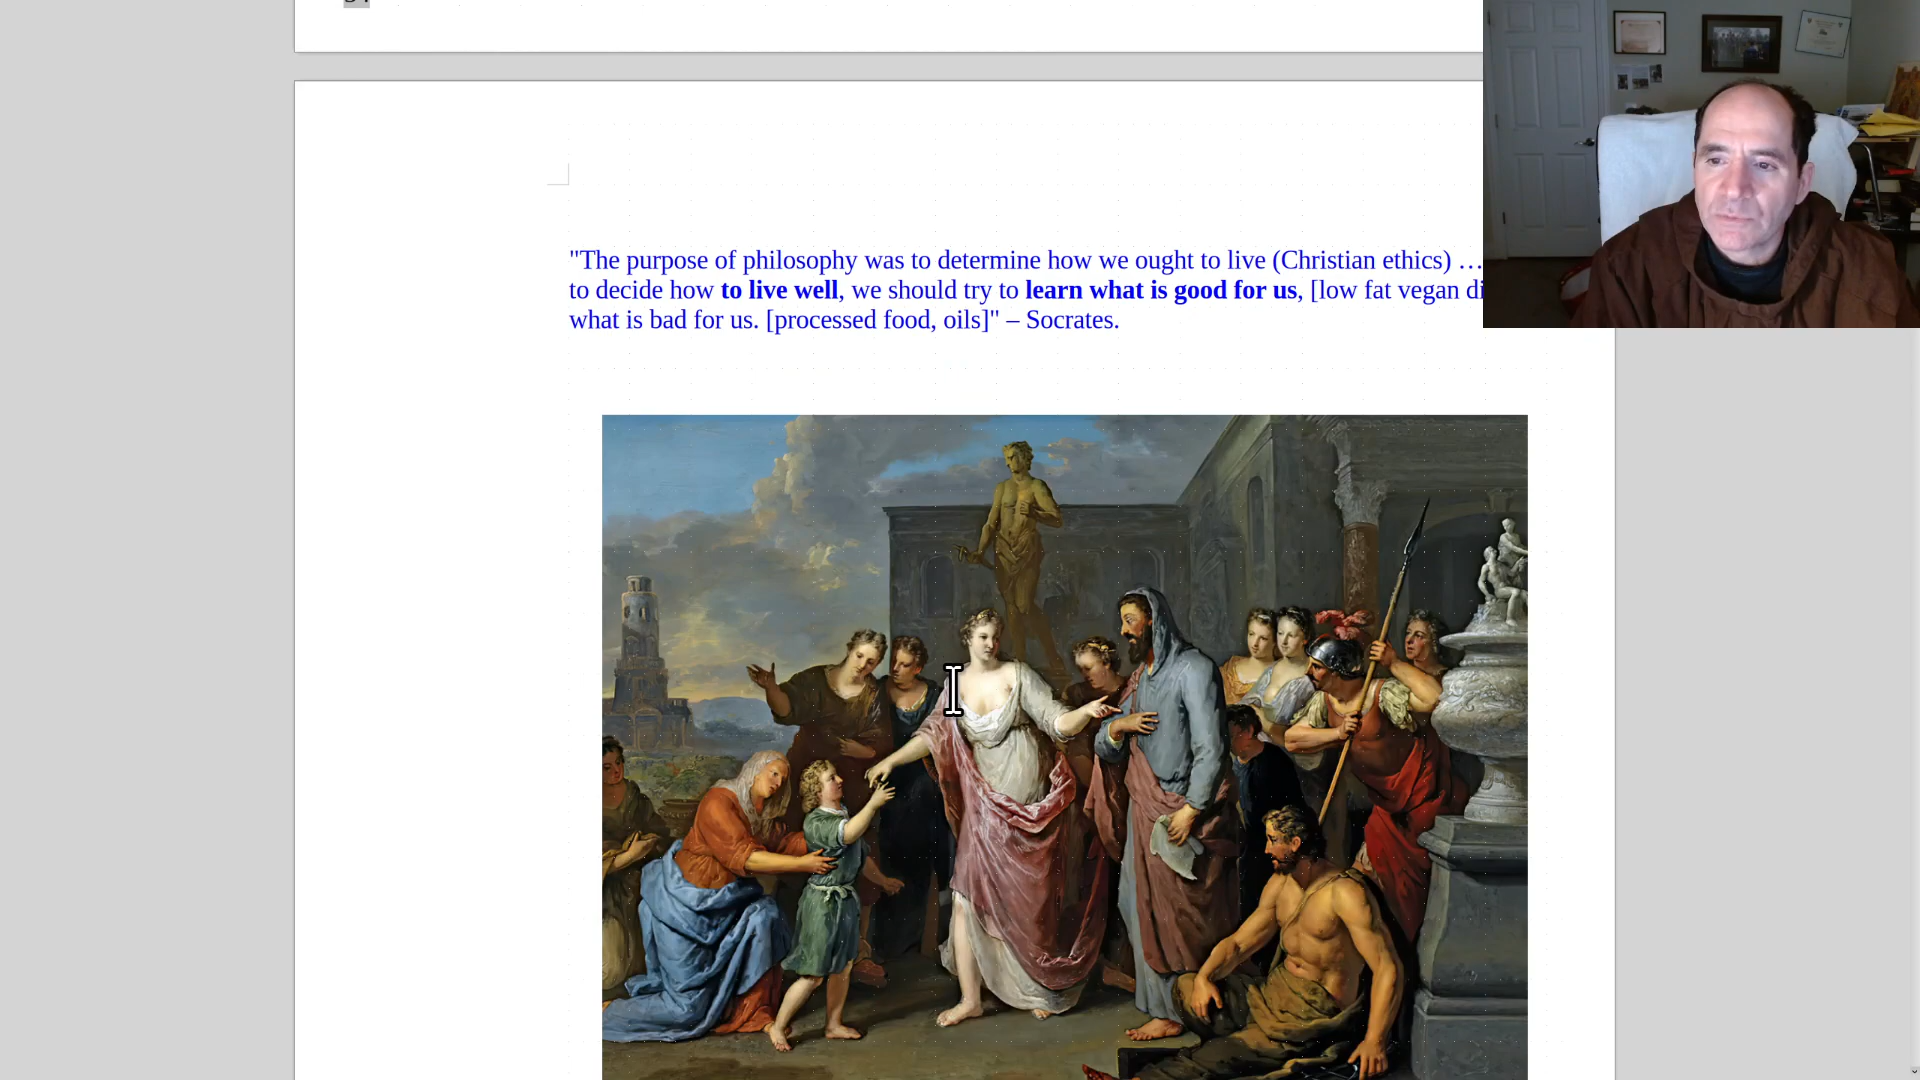 "The purpose of philosophy was to determine how we ought to live (Christian ethics) …
to decide how to live well, we should try to learn what is good for us, [low fat vegan
what is bad for us. [processed food, oils]" – Socrates.